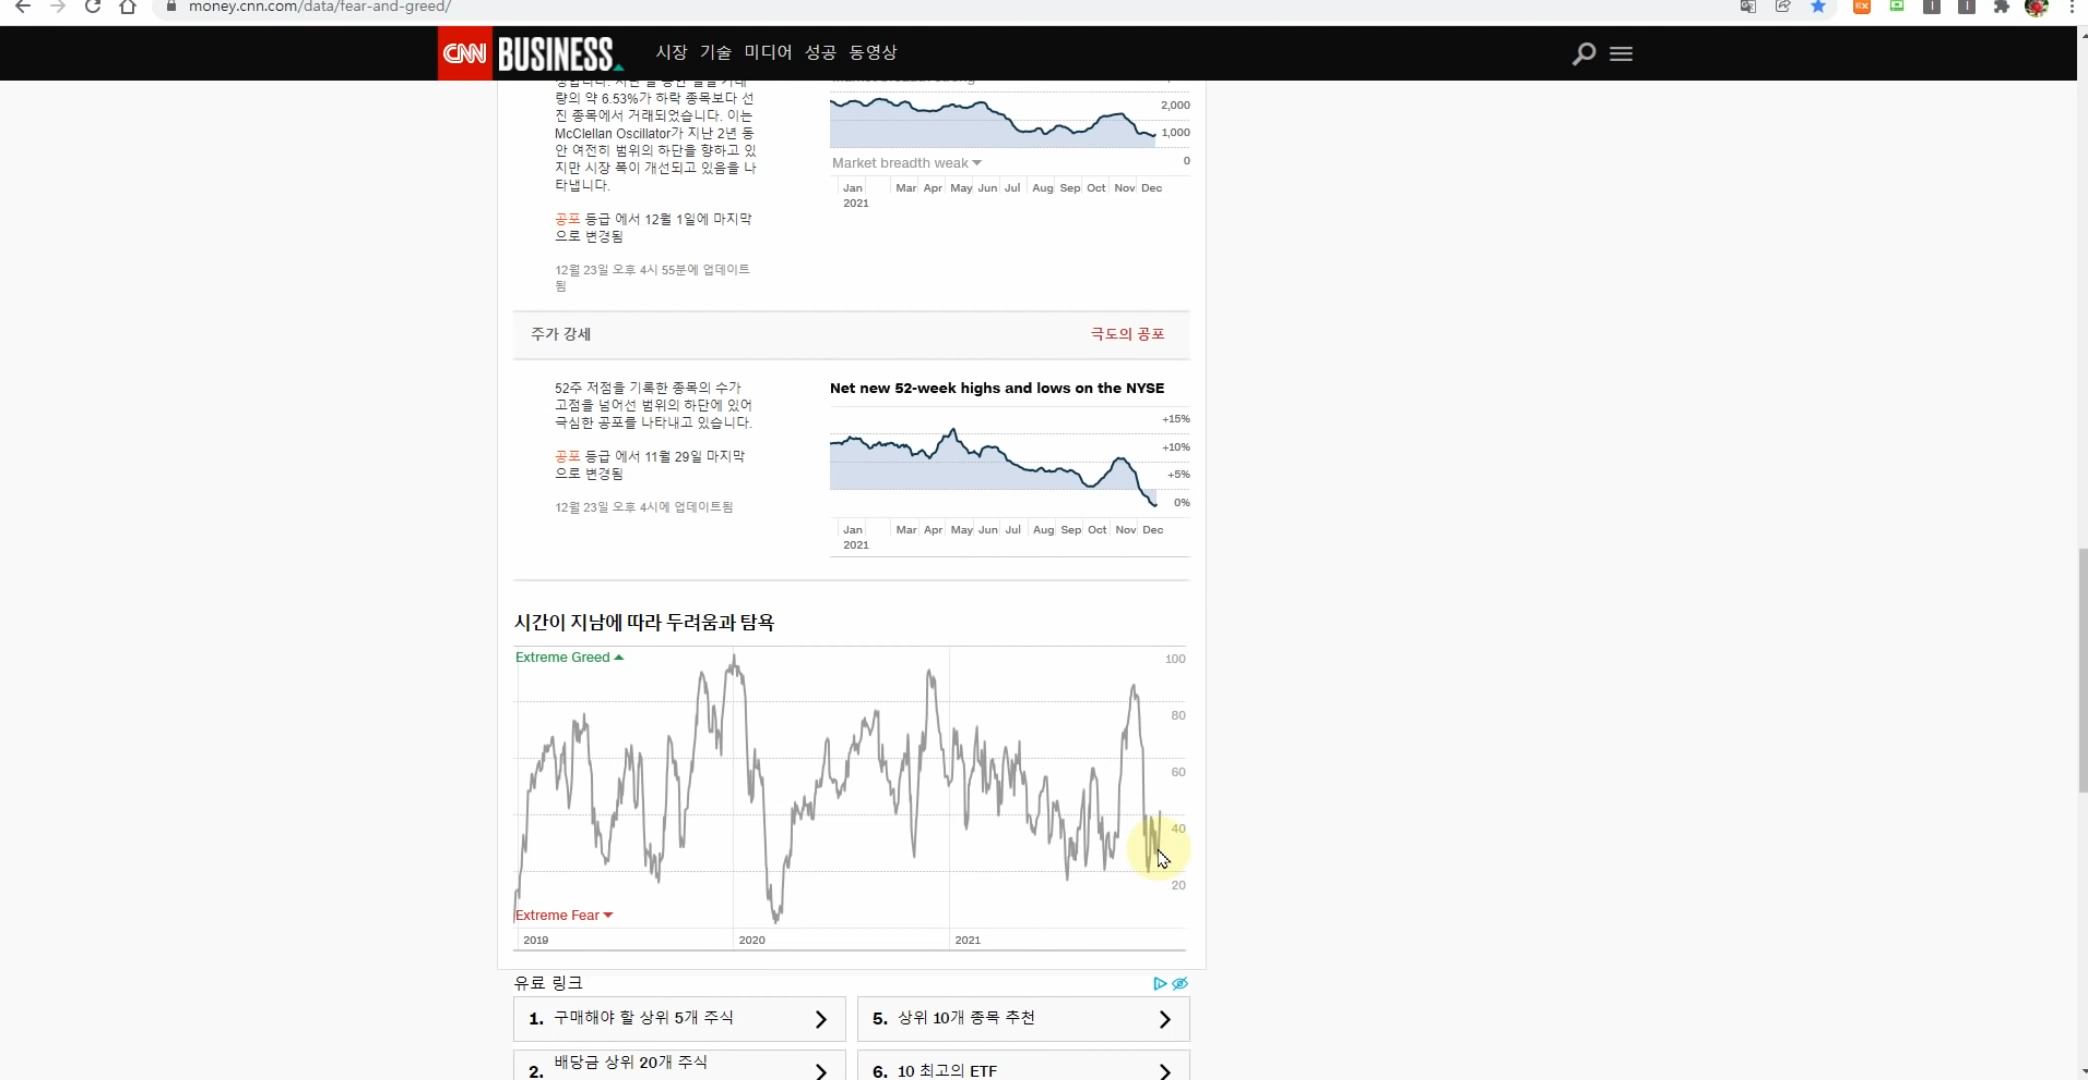 money.cnn.com/data/fear-and-greed/
CNN BUSINESS 시장 기술 미디어 성공 동영상
량의 약 6.53%가 하락 종목보다 선
진 종목에서 거래되었습니다. 이는
McClellan Oscillator가 지난 2년 동
안 여전히 범위의 하단을 향하고 있
지만 시장 폭이 개선되고 있음을 나
타냅니다.
공포 등급 에서 12월 1일에 마지막
으로 변경됨
12월 23일 오후 4시 55분에 업데이트
됨
2,000
1,000
Market breadth weak
0
Jan Mar Apr May Jun Jul Aug Sep Oct Nov Dec
2021
주가 강세 극도의 공포
52주 저점을 기록한 종목의 수가
고점을 넘어선 범위의 하단에 있어
극심한 공포를 나타내고 있습니다.
공포 등급 에서 11월 29일 마지막
으로 변경됨
12월 23일 오후 4시에 업데이트됨
Net new 52-week highs and lows on the NYSE
+15%
+10%
+5%
0%
Jan Mar Apr May Jun Jul Aug Sep Oct Nov Dec
2021
시간이 지남에 따라 두려움과 탐욕
Extreme Greed 100
80
60
40
20
Extreme Fear
2019 2020 2021
유료 링크
1. 구매해야 할 상위 5개 주식
5. 상위 10개 종목 추천
2. 배당금 상위 20개 주식
6. 10 최고의 ETF